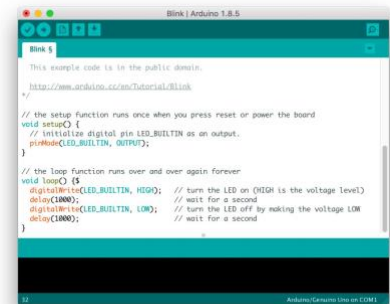 Blink | Arduino 1.8.5
Blink §
This example code is in the public domain.
http://www.arduino.cc/en/Tutorial/Blink
*/
// the setup function runs once when you press reset or power the board
void setup() {
// initialize digital pin LED_BUILTIN as an output.
pinMode(LED_BUILTIN, OUTPUT);
}
// the loop function runs over and over again forever
void loop() {$
digitalWrite(LED_BUILTIN, HIGH); // turn the LED on (HIGH is the voltage level)
delay(1000); // wait for a second
digitalWrite(LED_BUILTIN, LOW); // turn the LED off by making the voltage LOW
delay(1000); // wait for a second
}
32 Arduino/Genuino Uno on COM1